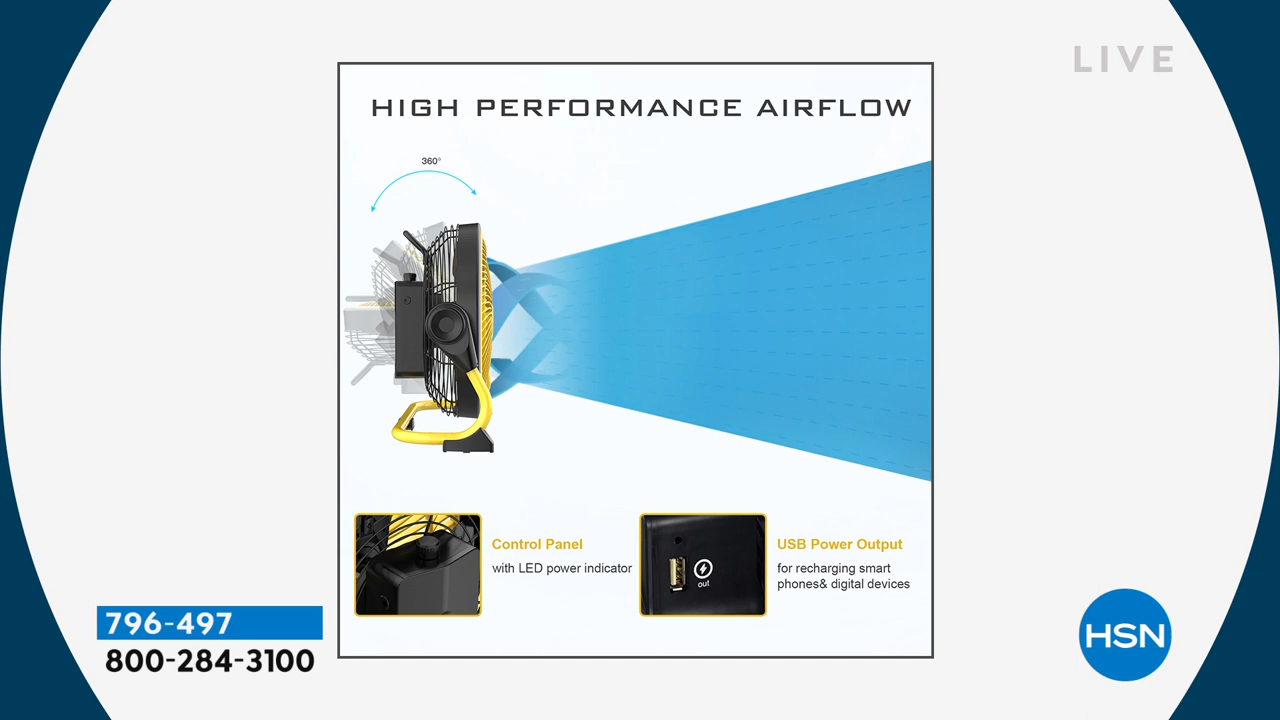 LIVE
HIGH PERFORMANCE AIRFLOW
360°
Control Panel
with LED power indicator
USB Power Output
for recharging smart
phones& digital devices
out
796-497
800-284-3100
HSN